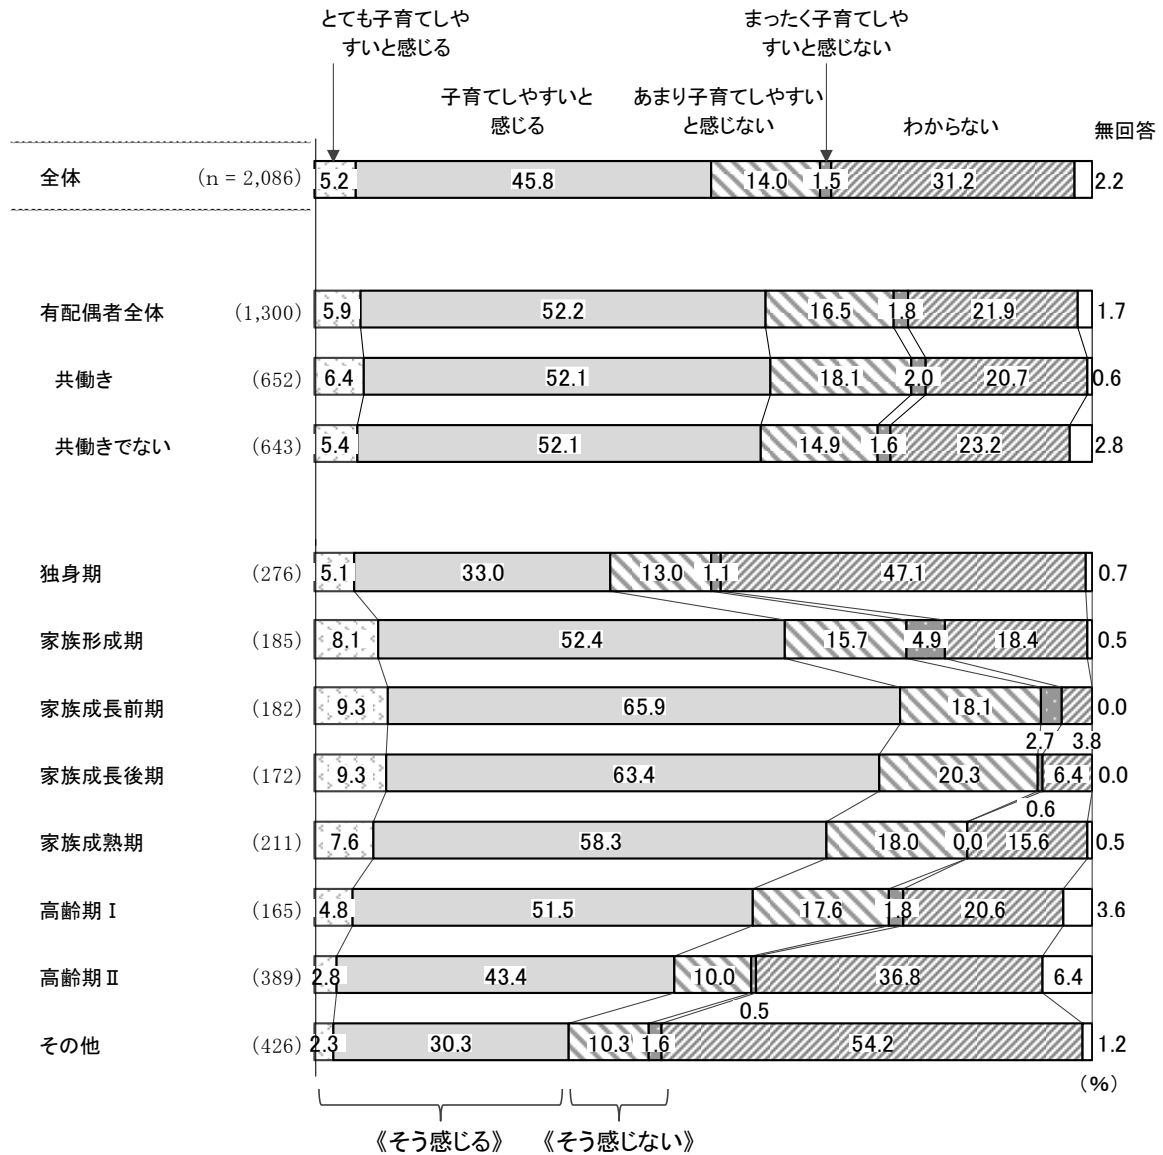 とても子育てしや
すいと感じる
まったく子育てしや
すいと感じない
子育てしやすいと
感じる
あまり子育てしやすい
と感じない
わからない
無回答
全体 (n = 2,086) 5.2 45.8 14.0 1.5 31.2 2.2
有配偶者全体 (1,300) 5.9 52.2 16.5 1.8 21.9 1.7
共働き (652) 6.4 52.1 18.1 2.0 20.7 0.6
共働きでない (643) 5.4 52.1 14.9 1.6 23.2 2.8
独身期 (276) 5.1 33.0 13.0 1.1 47.1 0.7
家族形成期 (185) 8.1 52.4 15.7 4.9 18.4 0.5
家族成長前期 (182) 9.3 65.9 18.1 0.0
2.7 3.8
家族成長後期 (172) 9.3 63.4 20.3 6.4 0.0
0.6
家族成熟期 (211) 7.6 58.3 18.0 0.0 15.6 0.5
高齢期Ⅰ (165) 4.8 51.5 17.6 1.8 20.6 3.6
高齢期Ⅱ (389) 2.8 43.4 10.0 36.8 6.4
0.5
その他 (426) 2.3 30.3 10.3 1.6 54.2 1.2
(%)
《そう感じる》 《そう感じない》